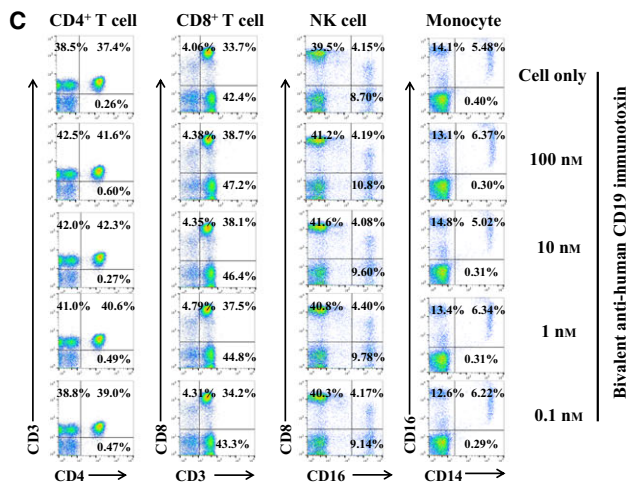 C
CD4+ T cell CD8+ T cell NK cell Monocyte
38.5% 37.4% 4.06% 33.7% 39.5% 4.15% 14.1% 5.48% Cell only
0.26% 42.4% 8.70% 0.40%
42.5% 41.6% 4.38% 38.7% 41.2% 4.19% 13.1% 6.37% 100 nM
0.60% 47.2% 10.8% 0.30%
42.0% 42.3% 4.35% 38.1% 41.6% 4.08% 14.8% 5.02% 10 nM
0.27% 46.4% 9.60% 0.31%
41.0% 40.6% 4.79% 37.5% 40.8% 4.40% 13.4% 6.34% 1 nM
0.49% 44.8% 9.78% 0.31%
38.8% 39.0% 4.31% 34.2% 40.3% 4.17% 12.6% 6.22% 0.1 nM
0.47% 43.3% 9.14% 0.29%
CD3 CD8 CD8 CD16
CD4 CD3 CD16 CD14
Bivalent anti-human CD19 immunotoxin